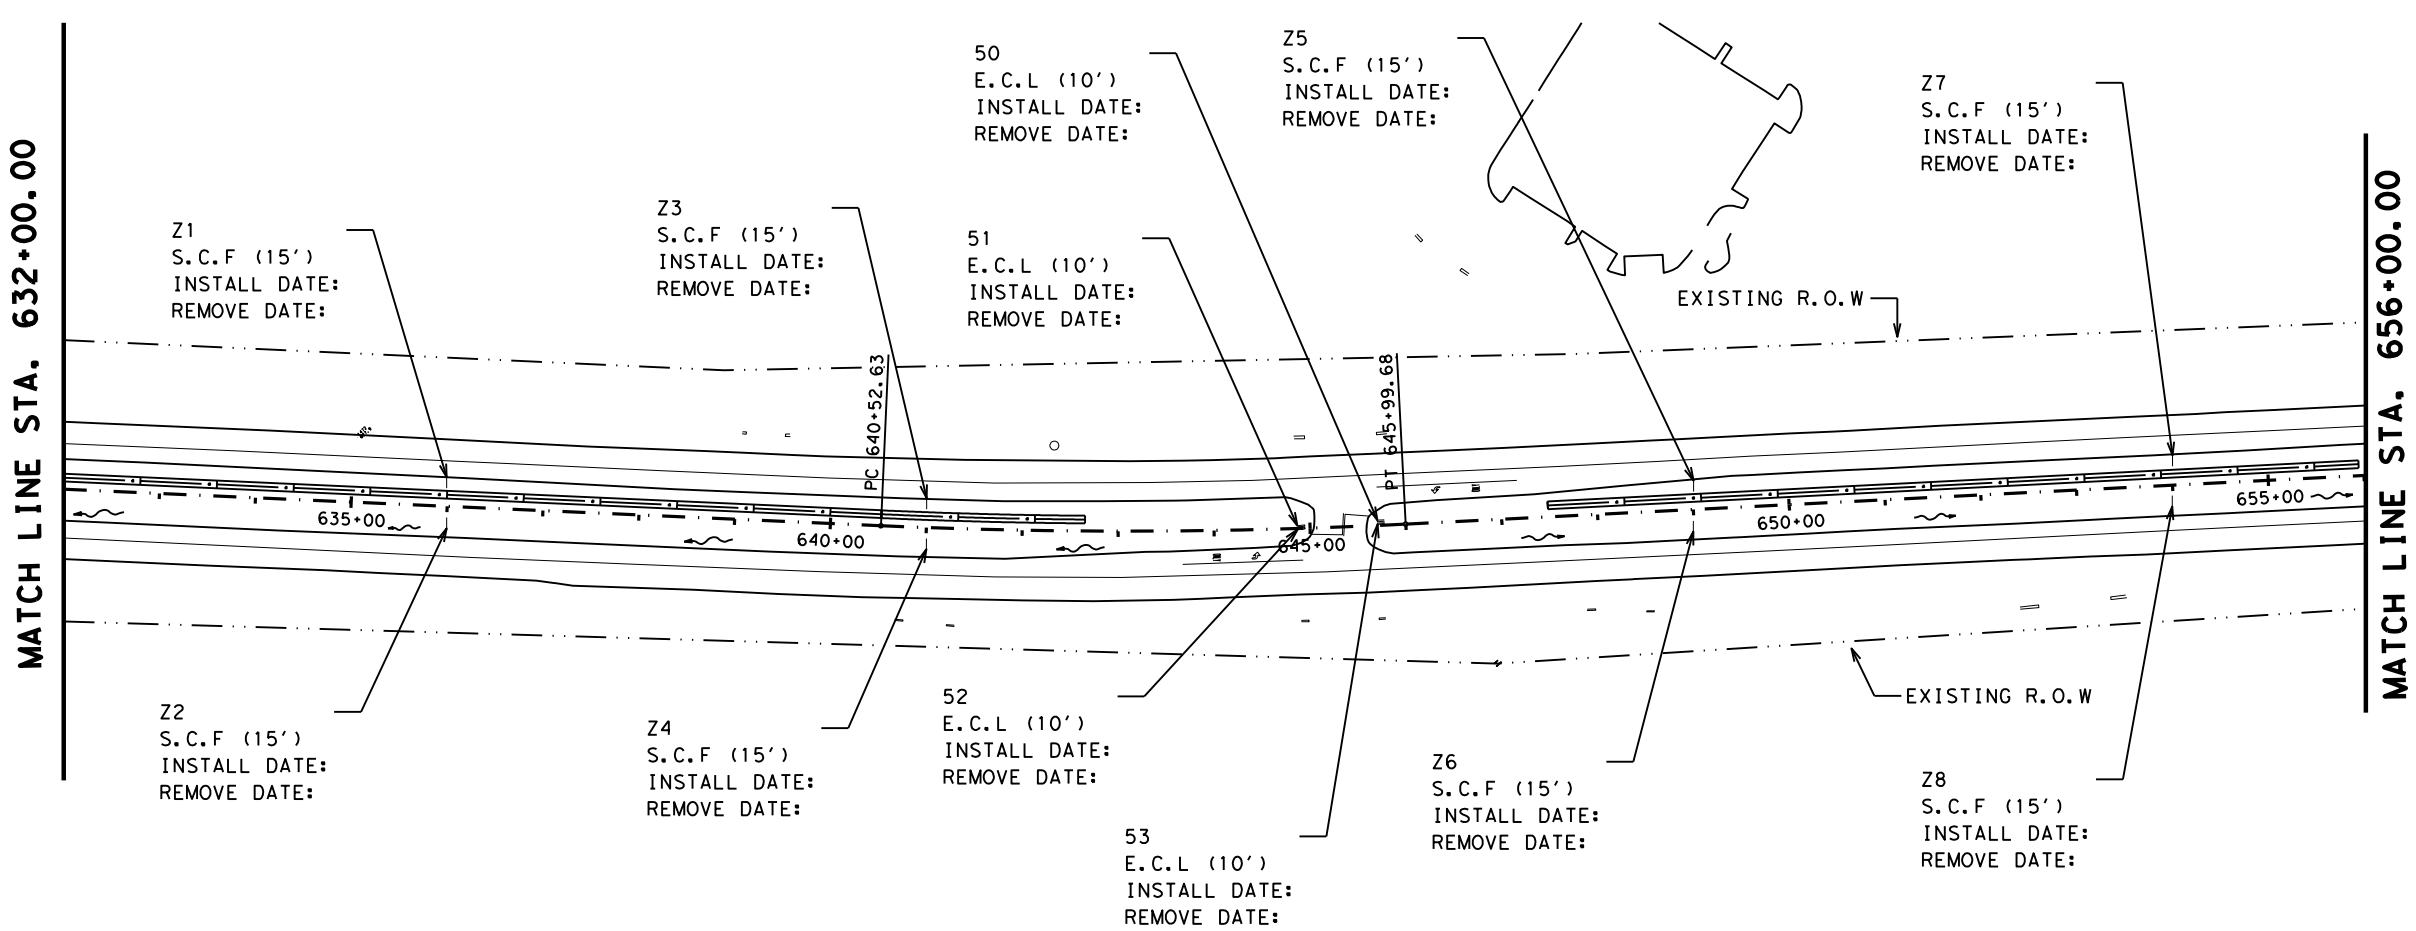 MATCH LINE STA. 632+00.00
Z1
S.C.F (15')
INSTALL DATE:
REMOVE DATE:
Z3
S.C.F (15')
INSTALL DATE:
REMOVE DATE:
50
E.C.L (10')
INSTALL DATE:
REMOVE DATE:
51
E.C.L (10')
INSTALL DATE:
REMOVE DATE:
Z5
S.C.F (15')
INSTALL DATE:
REMOVE DATE:
Z7
S.C.F (15')
INSTALL DATE:
REMOVE DATE:
EXISTING R.O.W
PC 640+52.63
PT 645+99.68
635+00
640+00
645+00
650+00
655+00
Z2
S.C.F (15')
INSTALL DATE:
REMOVE DATE:
Z4
S.C.F (15')
INSTALL DATE:
REMOVE DATE:
52
E.C.L (10')
INSTALL DATE:
REMOVE DATE:
53
E.C.L (10')
INSTALL DATE:
REMOVE DATE:
Z6
S.C.F (15')
INSTALL DATE:
REMOVE DATE:
EXISTING R.O.W
Z8
S.C.F (15')
INSTALL DATE:
REMOVE DATE:
MATCH LINE STA. 656+00.00